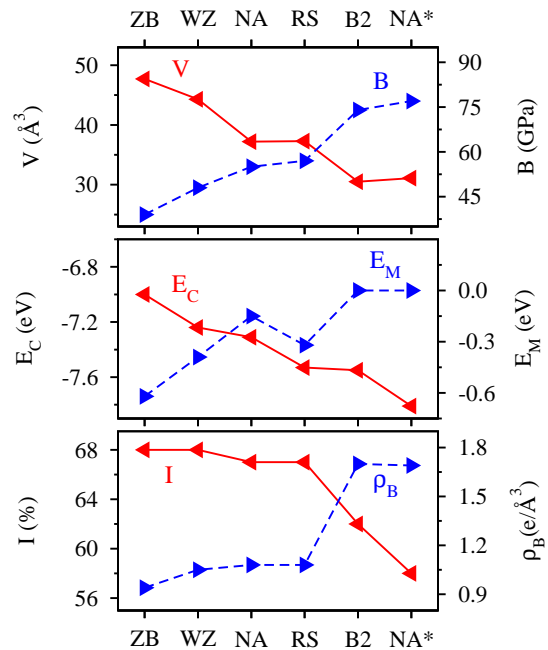 ZB WZ NA RS B2 NA*
V (Å³)
50
40
30
V
B
90
75
60
45
B (GPa)
E_C (eV)
-6.8
-7.2
-7.6
E_C
E_M
0.0
-0.3
-0.6
E_M (eV)
I (%)
68
64
60
56
I
ρ_B
1.8
1.5
1.2
0.9
ρ_B(e/Å³)
ZB WZ NA RS B2 NA*